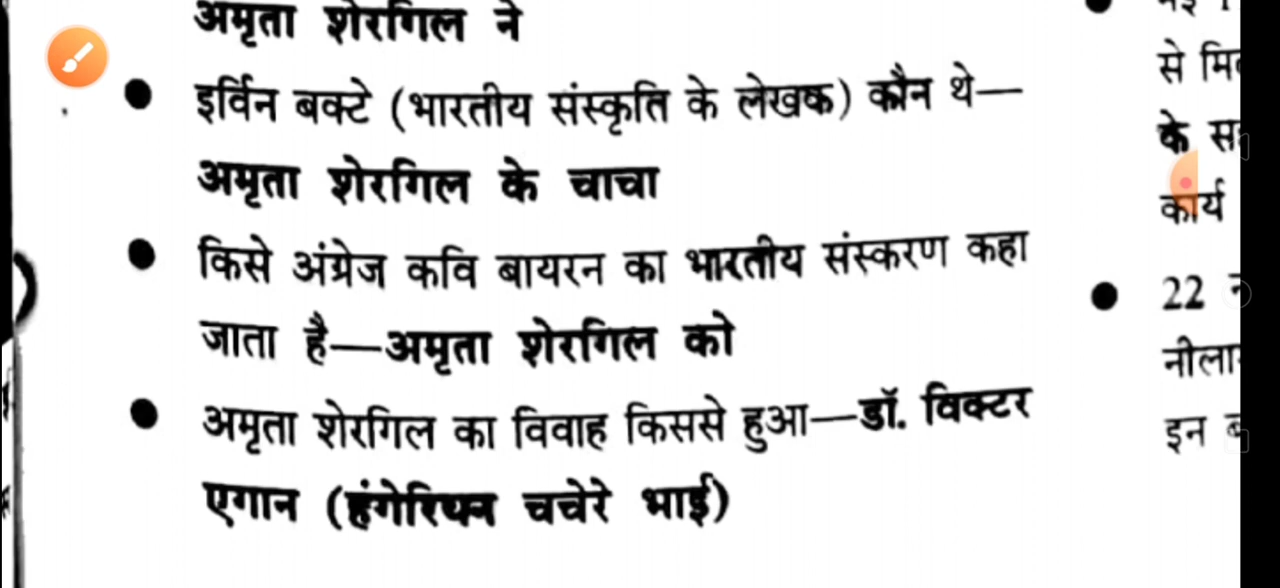 अमृता शेरगिल ने
● इर्विन बक्टे (भारतीय संस्कृति के लेखक) कौन थे—
अमृता शेरगिल के चाचा
● किसे अंग्रेज कवि बायरन का भारतीय संस्करण कहा
जाता है—अमृता शेरगिल को
● अमृता शेरगिल का विवाह किससे हुआ—डॉ. विक्टर
एगान (हंगेरियन चचेरे भाई)
से
के
कार्य
● 22
इन